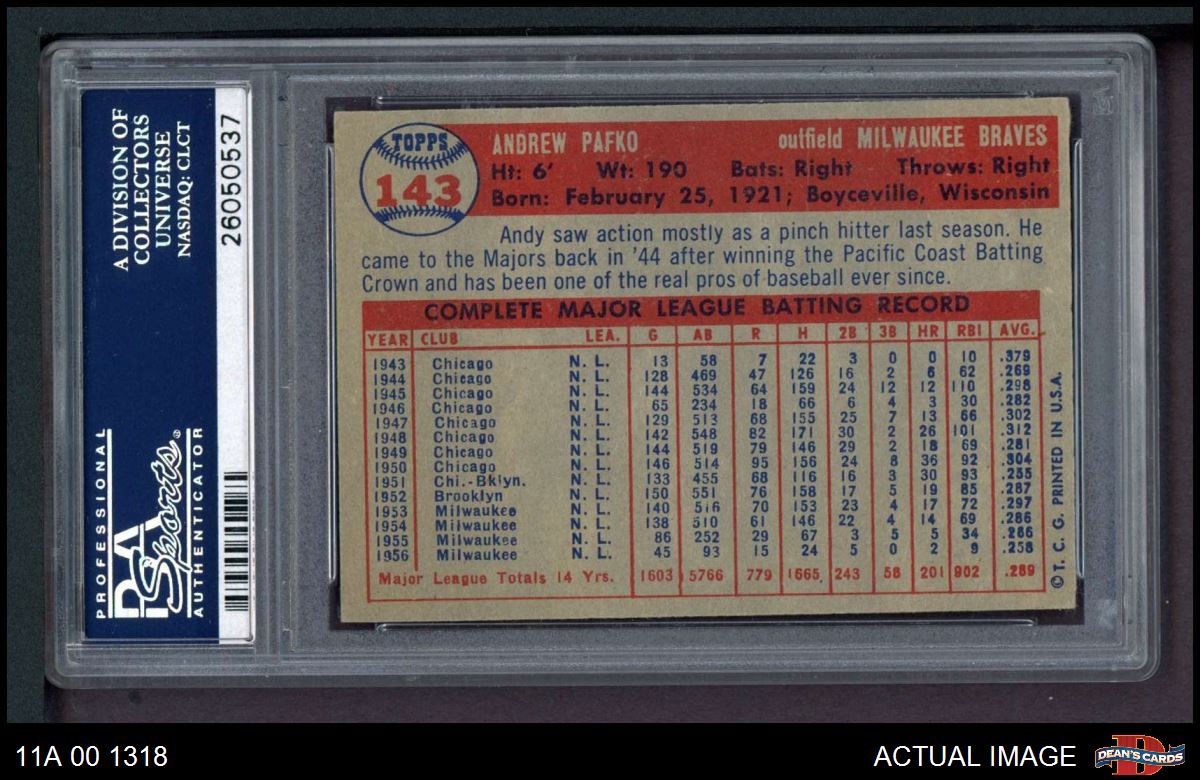 A DIVISION OF
COLLECTORS
UNIVERSE
NASDAQ: CLCT
26050537
PROFESSIONAL
PSA
Sports®
AUTHENTICATOR
TOPPS
143
ANDREW PAFKO outfield MILWAUKEE BRAVES
Ht: 6' Wt: 190 Bats: Right Throws: Right
Born: February 25, 1921; Boyceville, Wisconsin
Andy saw action mostly as a pinch hitter last season. He
came to the Majors back in '44 after winning the Pacific Coast Batting
Crown and has been one of the real pros of baseball ever since.
COMPLETE MAJOR LEAGUE BATTING RECORD
YEAR CLUB LEA. G AB R H 2B 3B HR RBI AVG.
1943 Chicago N. L. 13 58 7 22 3 0 0 10 .379
1944 Chicago N. L. 128 469 47 126 16 2 6 62 .269
1945 Chicago N. L. 144 534 64 159 24 12 12 110 .298
1946 Chicago N. L. 65 234 18 66 6 4 3 30 .282
1947 Chicago N. L. 129 513 68 155 25 7 13 66 .302
1948 Chicago N. L. 142 548 82 171 30 2 26 101 .312
1949 Chicago N. L. 144 519 79 146 29 2 18 69 .281
1950 Chicago N. L. 146 514 95 156 24 8 36 92 .304
1951 Chi.-Bklyn. N. L. 133 455 68 116 16 3 30 93 .255
1952 Brooklyn N. L. 150 551 76 158 17 5 19 85 .287
1953 Milwaukee N. L. 140 516 70 153 23 4 17 72 .297
1954 Milwaukee N. L. 138 510 61 146 22 4 14 69 .286
1955 Milwaukee N. L. 86 252 29 67 3 5 5 34 .266
1956 Milwaukee N. L. 45 93 15 24 5 0 2 9 .258
Major League Totals 14 Yrs. 1603 5766 779 1665 243 58 201 902 .289
© T. C. G. PRINTED IN U.S.A.
11A 00 1318
ACTUAL IMAGE
D
DEAN'S CARDS